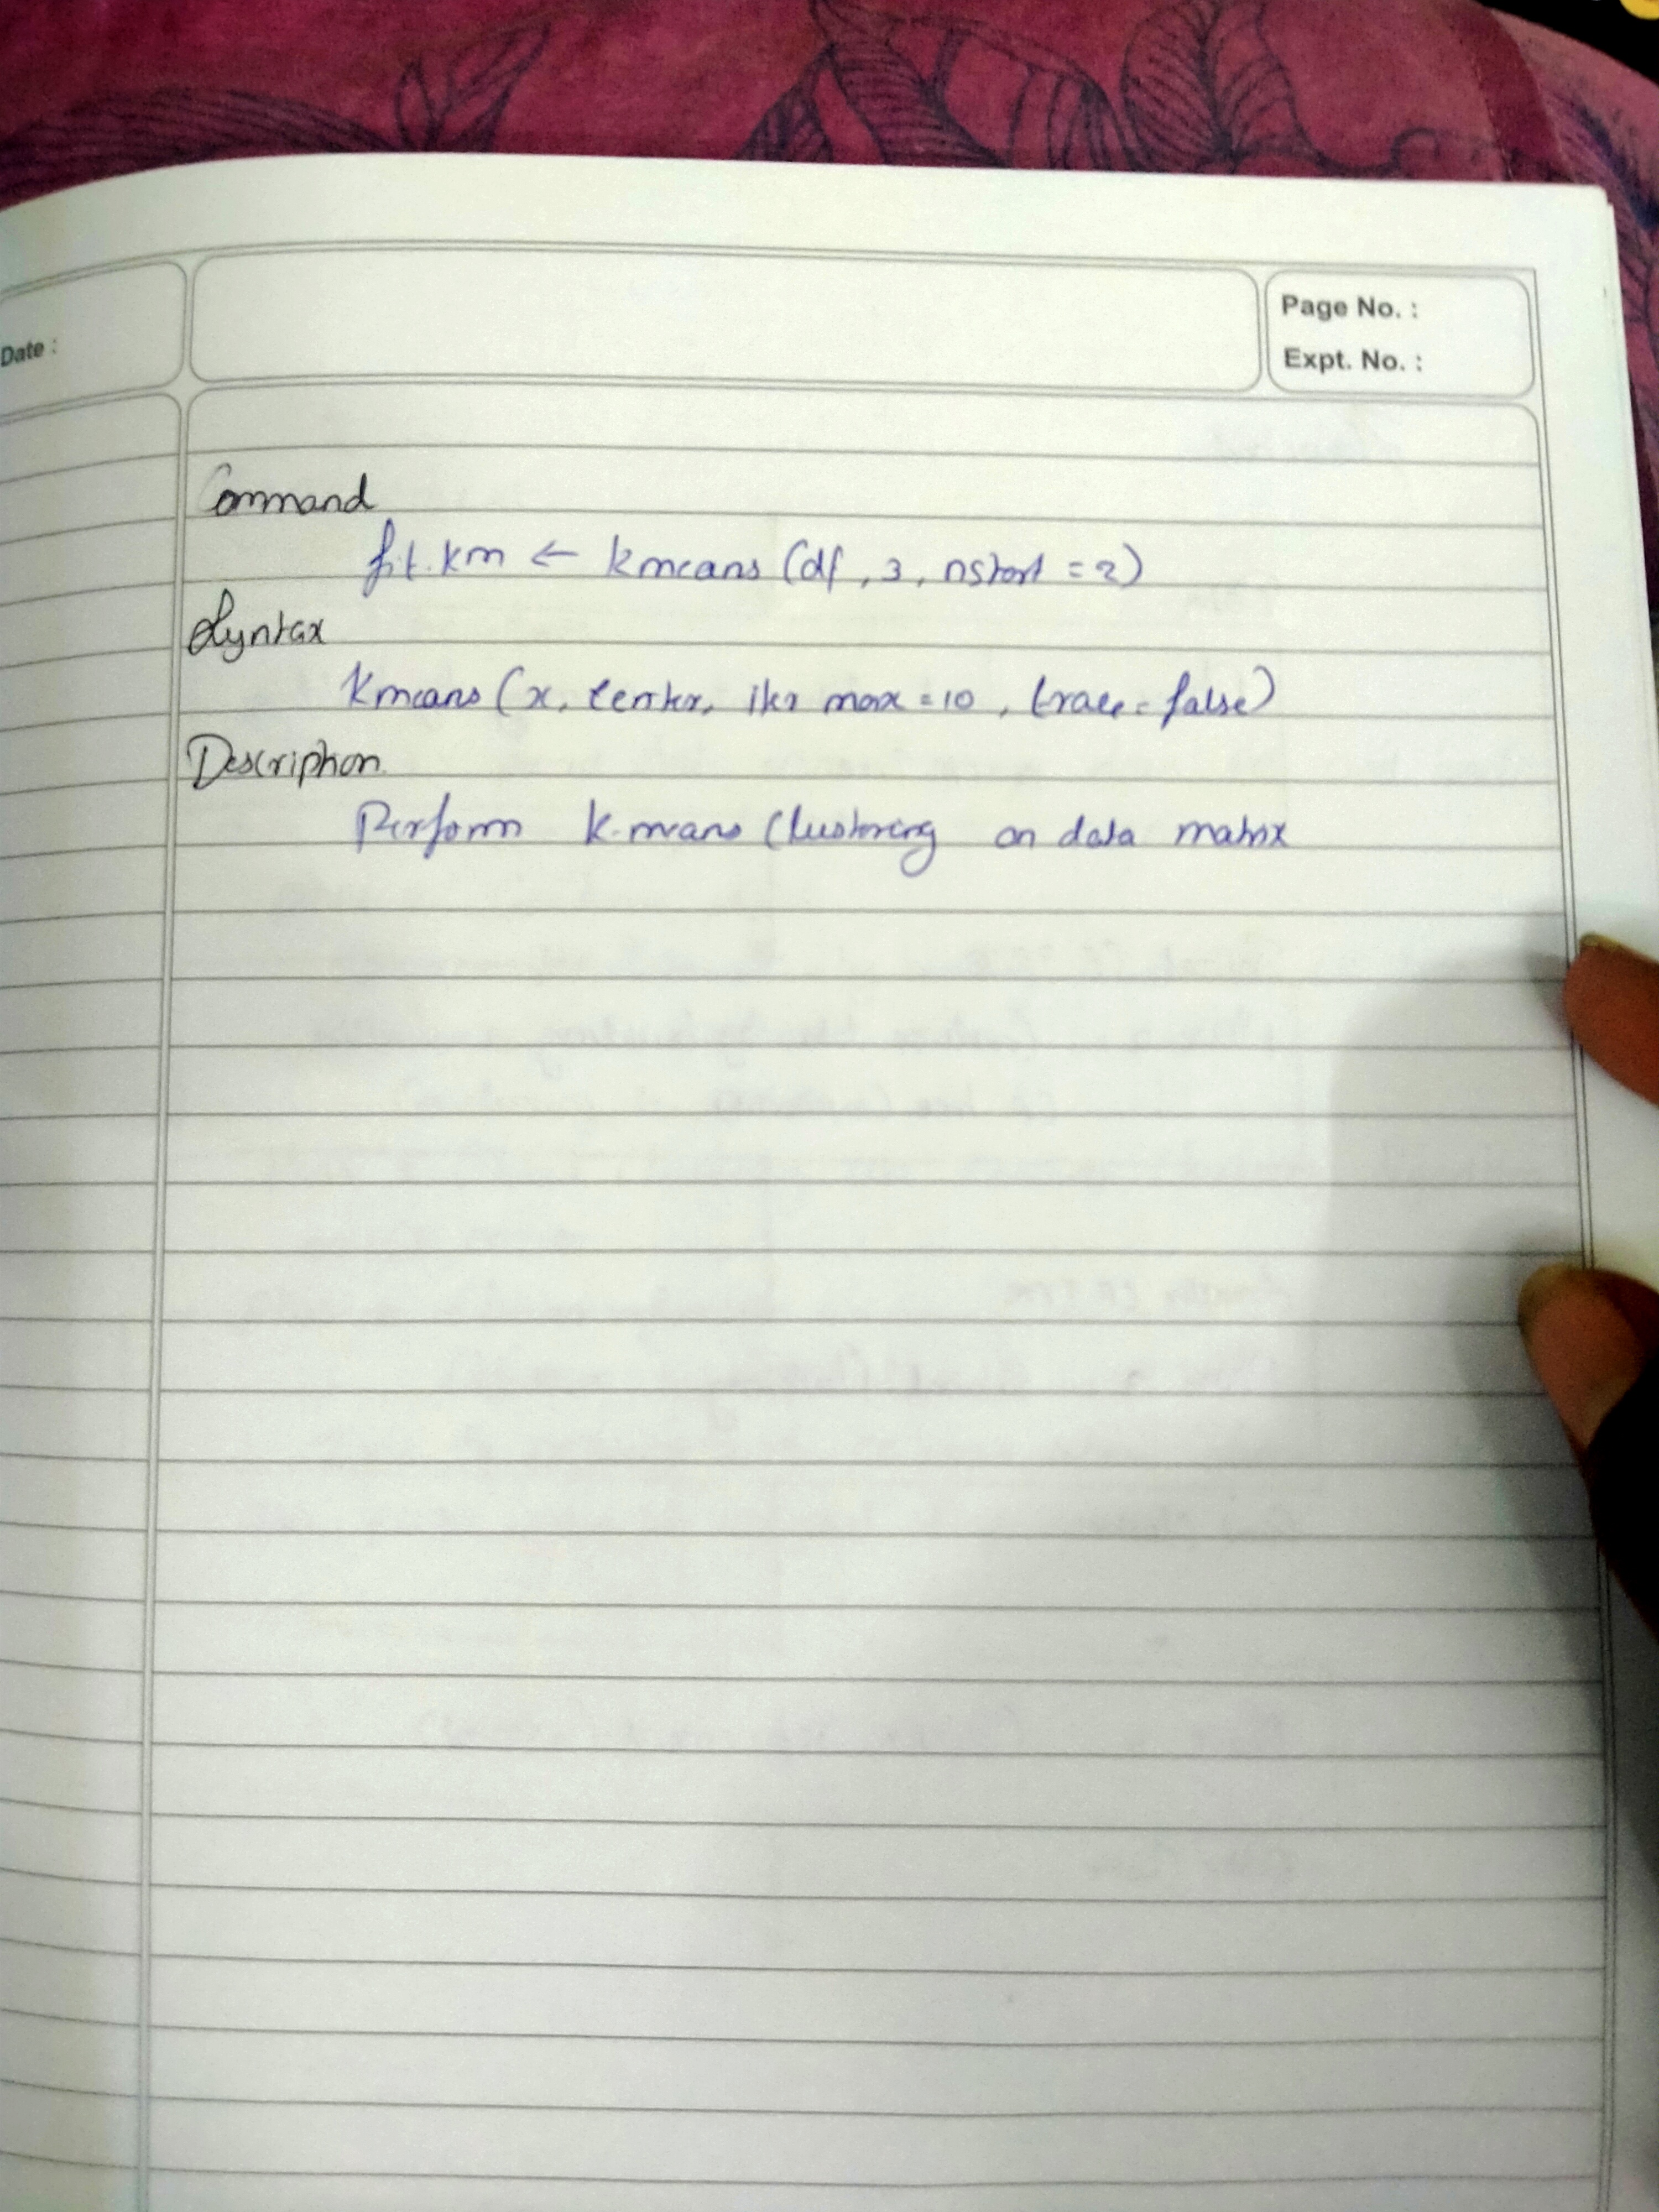 Date :
Page No. :
Expt. No. :
Command
fit.km ← kmeans (df, 3, nstart = 2)
Syntax
kmeans (x, center, iter max = 10, trace = false)
Description
Perform k-means Clustering on data matrix